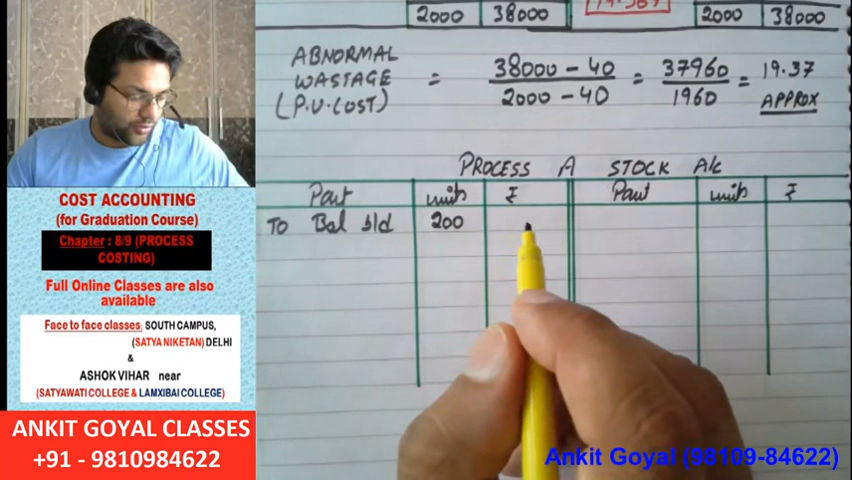 2000 38000 19.369 2000 38000
ABNORMAL
WASTAGE = 38000 - 40 / 2000 - 40 = 37960 / 1960 = 19.37
(P.U.COST) APPROX
PROCESS A STOCK A/c
Part units ₹ Part units ₹
To Bal b/d 200
COST ACCOUNTING
(for Graduation Course)
Chapter : 8/9 (PROCESS
COSTING)
Full Online Classes are also
available
Face to face classes, SOUTH CAMPUS,
(SATYA NIKETAN) DELHI
&
ASHOK VIHAR near
(SATYAWATI COLLEGE & LAMXIBAI COLLEGE)
ANKIT GOYAL CLASSES
+91 - 9810984622
Ankit Goyal (98109-84622)